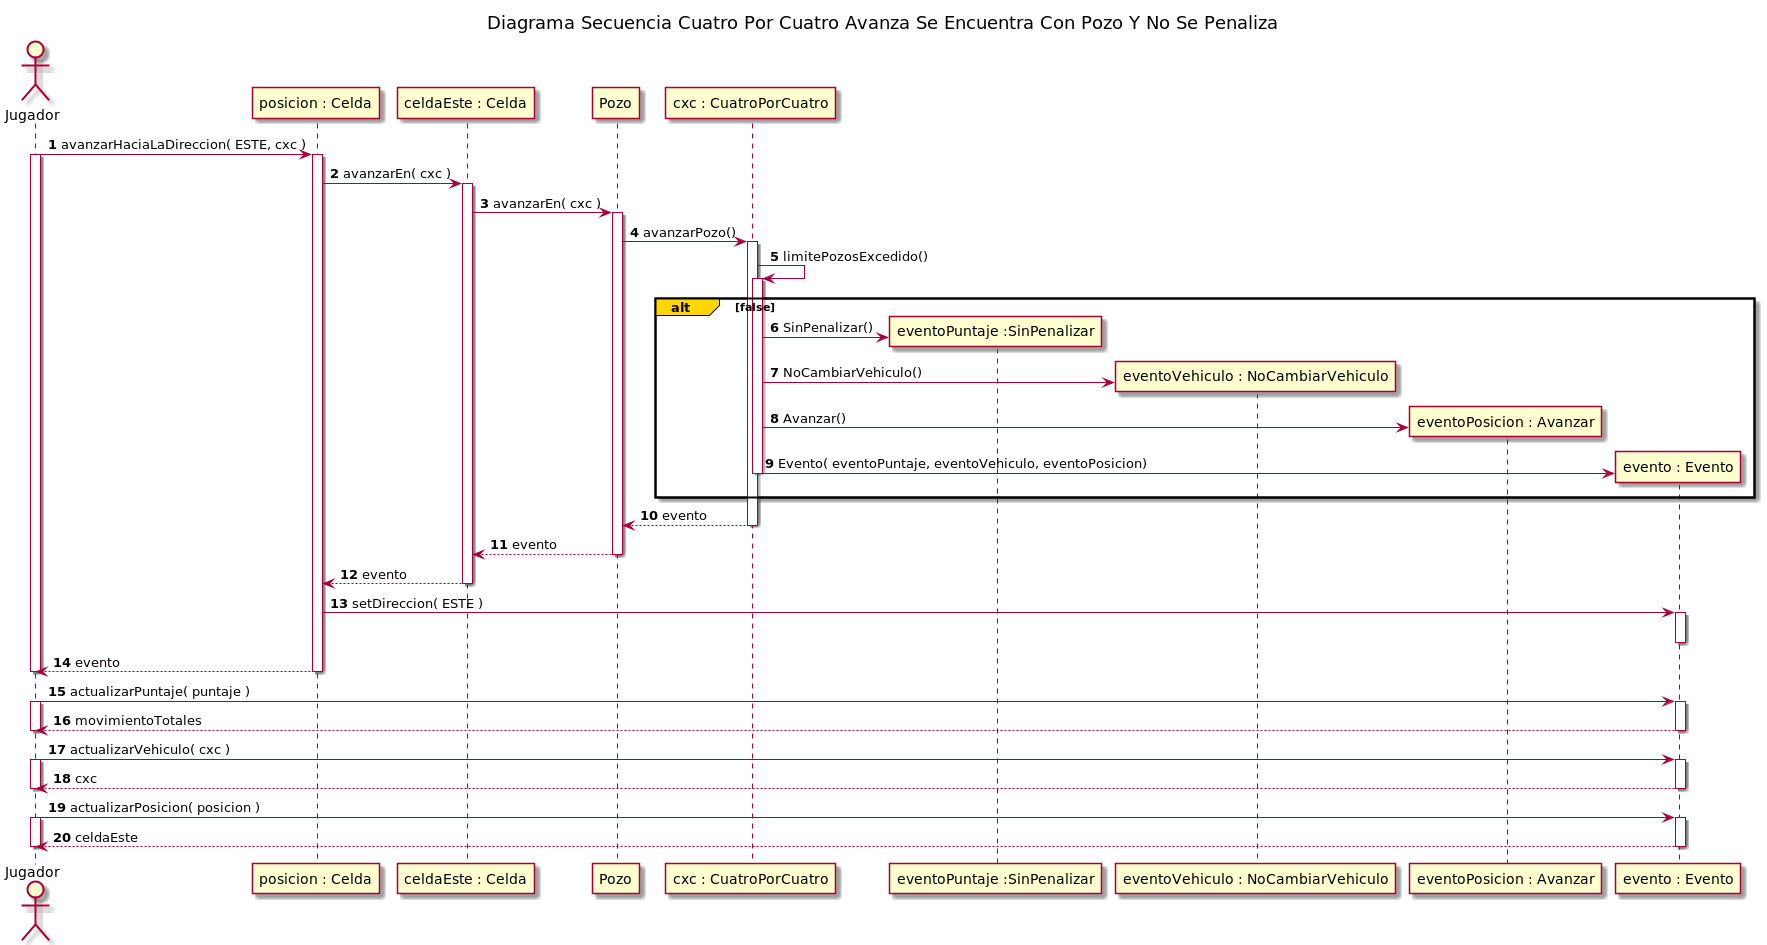 Diagrama Secuencia Cuatro Por Cuatro Avanza Se Encuentra Con Pozo Y No Se Penaliza
Jugador
posicion : Celda
celdaEste : Celda
Pozo
cxc : CuatroPorCuatro
1 avanzarHaciaLaDireccion( ESTE, cxc )
2 avanzarEn( cxc )
3 avanzarEn( cxc )
4 avanzarPozo()
5 limitePozosExcedido()
alt [false]
6 SinPenalizar()
eventoPuntaje :SinPenalizar
7 NoCambiarVehiculo()
eventoVehiculo : NoCambiarVehiculo
8 Avanzar()
eventoPosicion : Avanzar
9 Evento( eventoPuntaje, eventoVehiculo, eventoPosicion)
evento : Evento
10 evento
11 evento
12 evento
13 setDireccion( ESTE )
14 evento
15 actualizarPuntaje( puntaje )
16 movimientoTotales
17 actualizarVehiculo( cxc )
18 cxc
19 actualizarPosicion( posicion )
20 celdaEste
Jugador
posicion : Celda
celdaEste : Celda
Pozo
cxc : CuatroPorCuatro
eventoPuntaje :SinPenalizar
eventoVehiculo : NoCambiarVehiculo
eventoPosicion : Avanzar
evento : Evento